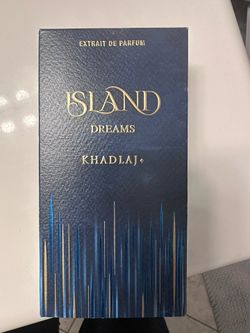 EXTRAIT DE PARFUM
ISLAND
DREAMS
KHADLAJ